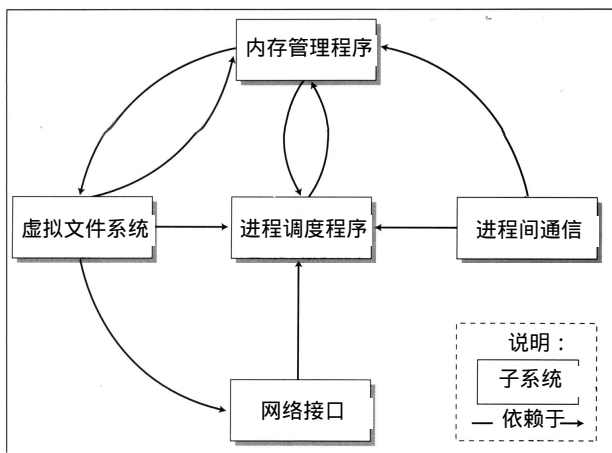 内存管理程序
虚拟文件系统
进程调度程序
进程间通信
网络接口
说明：
子系统
依赖于